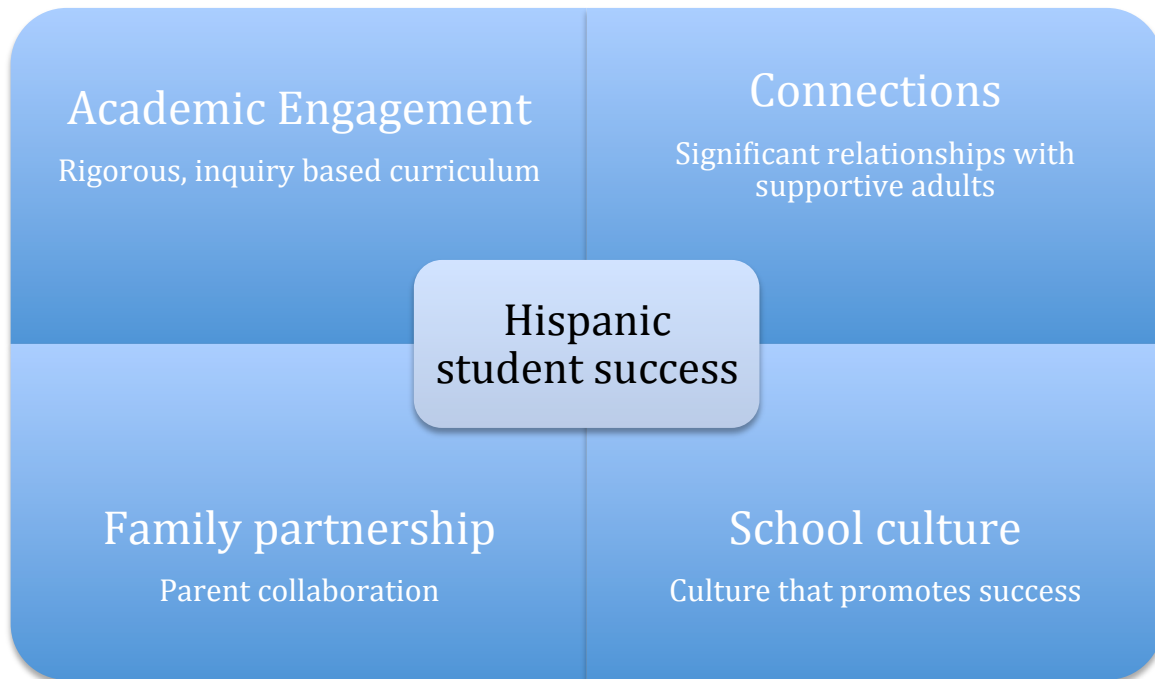 Academic Engagement
Rigorous, inquiry based curriculum
Connections
Significant relationships with
supportive adults
Hispanic
student success
Family partnership
Parent collaboration
School culture
Culture that promotes success